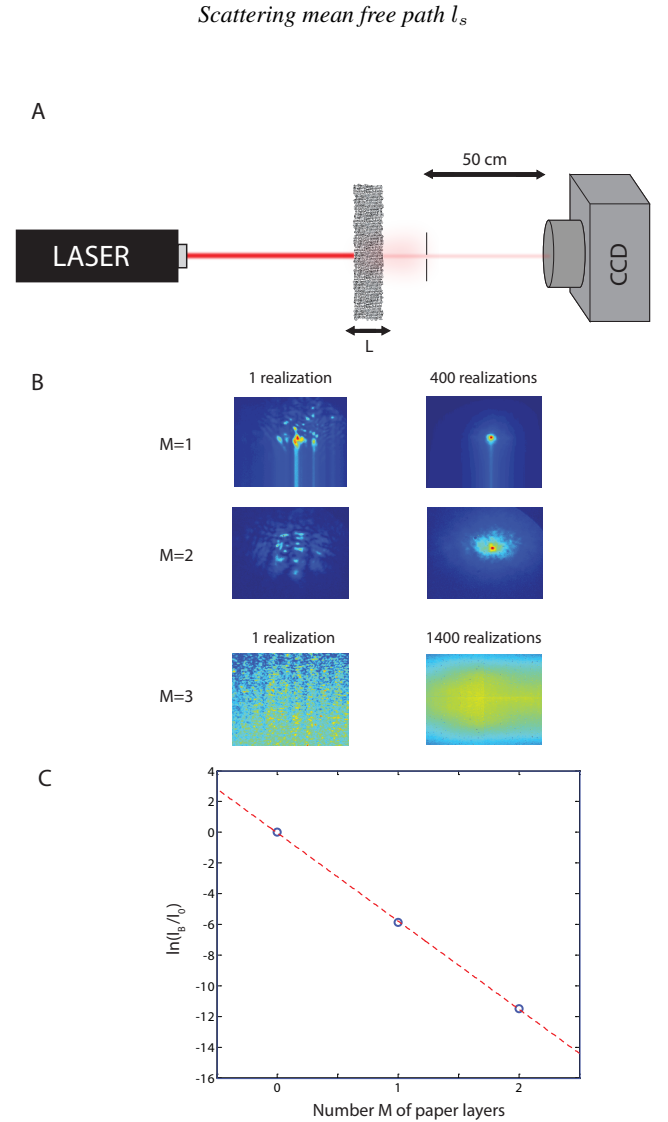 Scattering mean free path l_s
A
50 cm
LASER
CCD
L
B
1 realization 400 realizations
M=1
M=2
1 realization 1400 realizations
M=3
C
4
2
0
-2
-4
-6
-8
-10
-12
-14
-16
ln(I_B/I_0)
0 1 2
Number M of paper layers